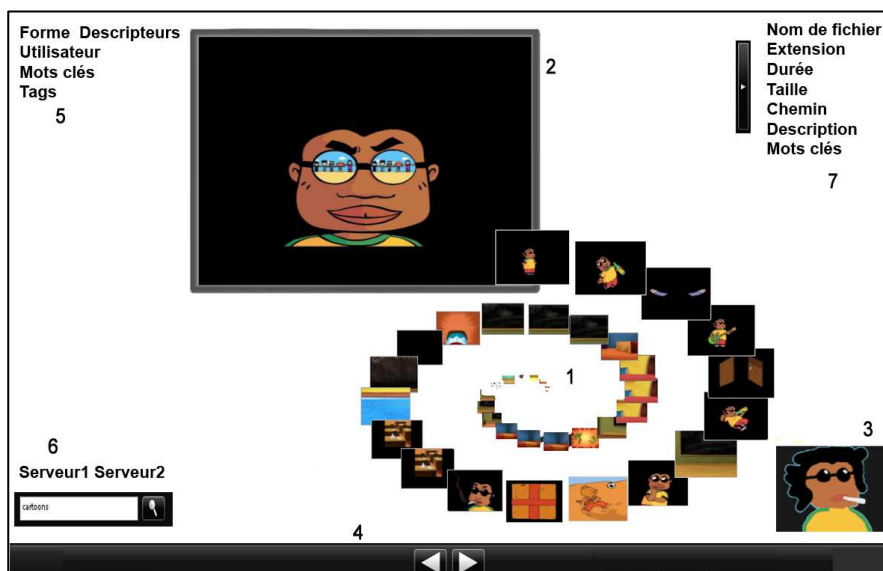 Forme Descripteurs
Utilisateur
Mots clés
Tags
5
2
Nom de fichier
Extension
Durée
Taille
Chemin
Description
Mots clés
7
1
3
6
Serveur1 Serveur2
cartoons
4